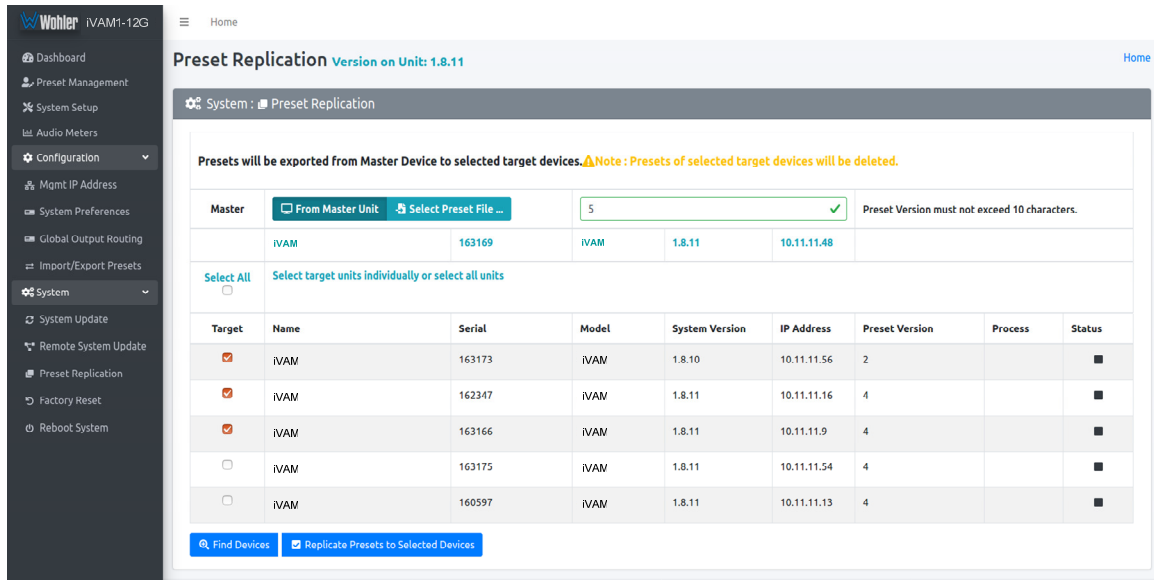 Wohler iVAM1-12G
Home
Dashboard
Preset Management
System Setup
Audio Meters
Configuration
Mgmt IP Address
System Preferences
Global Output Routing
Import/Export Presets
System
System Update
Remote System Update
Preset Replication
Factory Reset
Reboot System
Preset Replication Version on Unit: 1.8.11
Home
System : Preset Replication
Presets will be exported from Master Device to selected target devices. Note : Presets of selected target devices will be deleted.
Master From Master Unit Select Preset File ... 5 Preset Version must not exceed 10 characters.
iVAM 163169 iVAM 1.8.11 10.11.11.48
Select All Select target units individually or select all units
Target Name Serial Model System Version IP Address Preset Version Process Status
iVAM 163173 iVAM 1.8.10 10.11.11.56 2
iVAM 162347 iVAM 1.8.11 10.11.11.16 4
iVAM 163166 iVAM 1.8.11 10.11.11.9 4
iVAM 163175 iVAM 1.8.11 10.11.11.54 4
iVAM 160597 iVAM 1.8.11 10.11.11.13 4
Find Devices Replicate Presets to Selected Devices